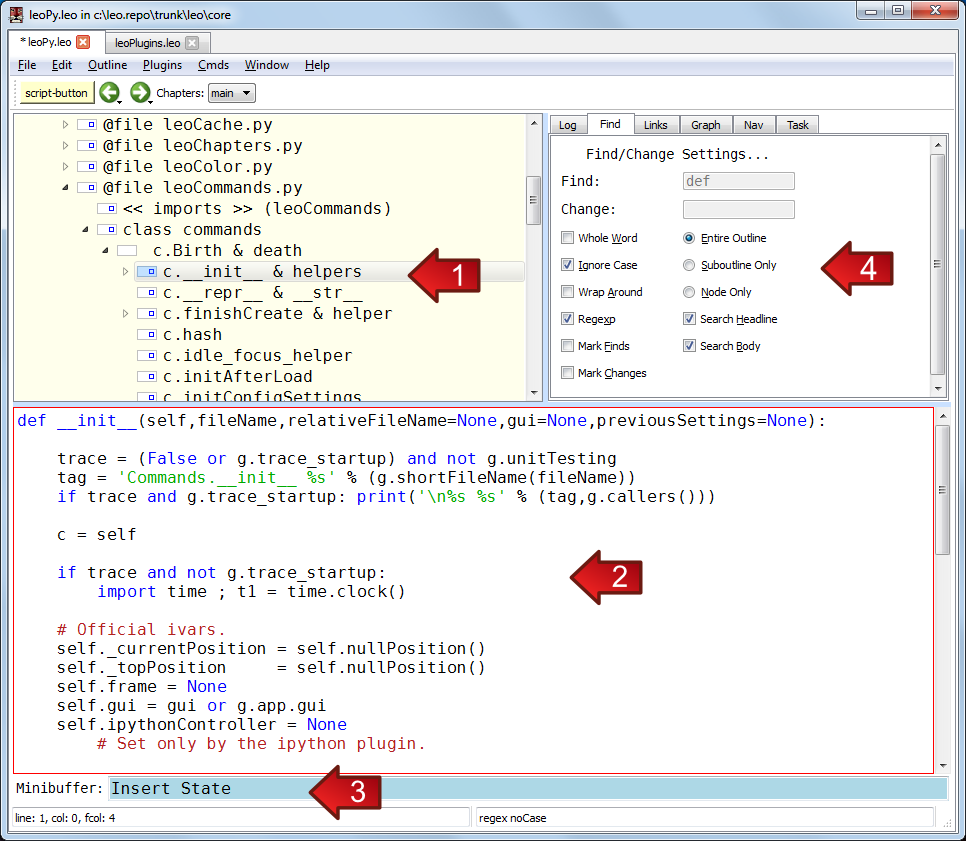 leoPy.leo in c:\leo.repo\trunk\leo\core
* leoPy.leo leoPlugins.leo
File Edit Outline Plugins Cmds Window Help
script-button Chapters: main
@file leoCache.py
@file leoChapters.py
@file leoColor.py
@file leoCommands.py
<< imports >> (leoCommands)
class commands
c.Birth & death
c.__init__ & helpers
c.__repr__ & __str__
c.finishCreate & helper
c.hash
c.idle_focus_helper
c.initAfterLoad
c.initConfigSettings
1
Log Find Links Graph Nav Task
Find/Change Settings...
Find: def
Change:
Whole Word Entire Outline
Ignore Case Suboutline Only
Wrap Around Node Only
Regexp Search Headline
Mark Finds Search Body
Mark Changes
4
def __init__(self,fileName,relativeFileName=None,gui=None,previousSettings=None):
trace = (False or g.trace_startup) and not g.unitTesting
tag = 'Commands.__init__ %s' % (g.shortFileName(fileName))
if trace and g.trace_startup: print('\n%s %s' % (tag,g.callers()))
c = self
if trace and not g.trace_startup:
import time ; t1 = time.clock()
2
# Official ivars.
self._currentPosition = self.nullPosition()
self._topPosition     = self.nullPosition()
self.frame = None
self.gui = gui or g.app.gui
self.ipythonController = None
# Set only by the ipython plugin.
Minibuffer: Insert State
3
line: 1, col: 0, fcol: 4 regex noCase